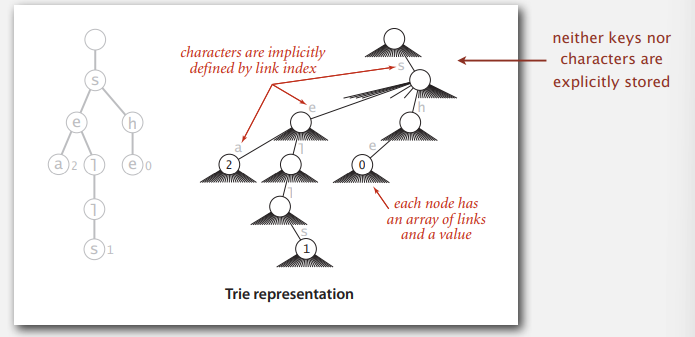 characters are implicitly
defined by link index
neither keys nor
characters are
explicitly stored
s
s
e
h
e
h
a 2
l
e 0
a
l
e
2
0
l
l
each node has
an array of links
and a value
s 1
s
1
Trie representation